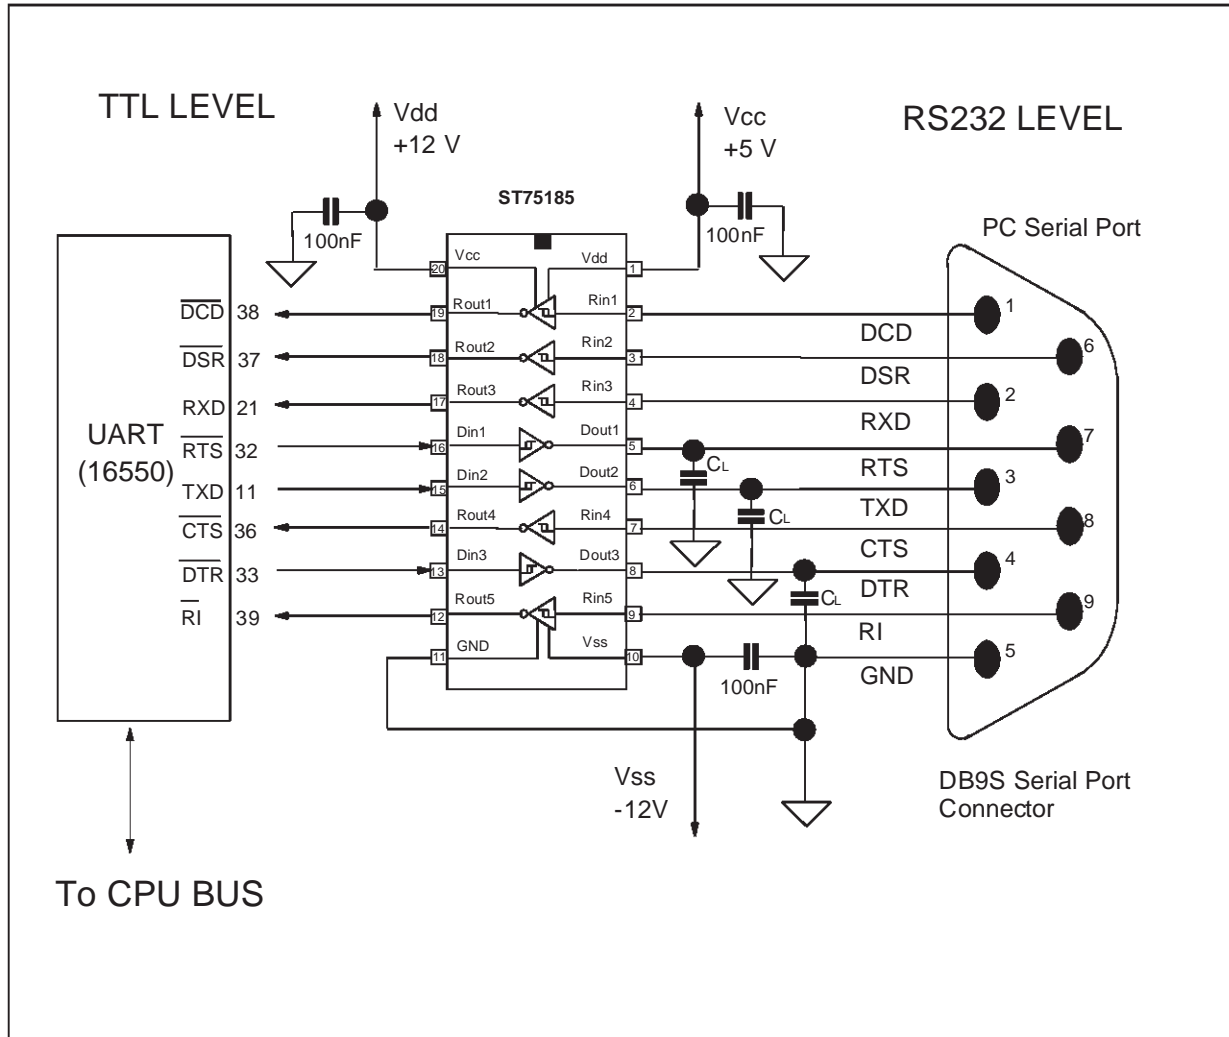 TTL LEVEL
Vdd
+12 V
Vcc
+5 V
RS232 LEVEL
ST75185
100nF
100nF
PC Serial Port
UART
(16550)
DCD 38
DSR 37
RXD 21
RTS 32
TXD 11
CTS 36
DTR 33
RI 39
20 Vcc Vdd 1
19 Rout1 Rin1 2
18 Rout2 Rin2 3
17 Rout3 Rin3 4
16 Din1 Dout1 5
15 Din2 Dout2 6
14 Rout4 Rin4 7
13 Din3 Dout3 8
12 Rout5 Rin5 9
11 GND Vss 10
CL
CL
CL
100nF
DCD
DSR
RXD
RTS
TXD
CTS
DTR
RI
GND
1
6
2
7
3
8
4
9
5
Vss
-12V
DB9S Serial Port
Connector
To CPU BUS